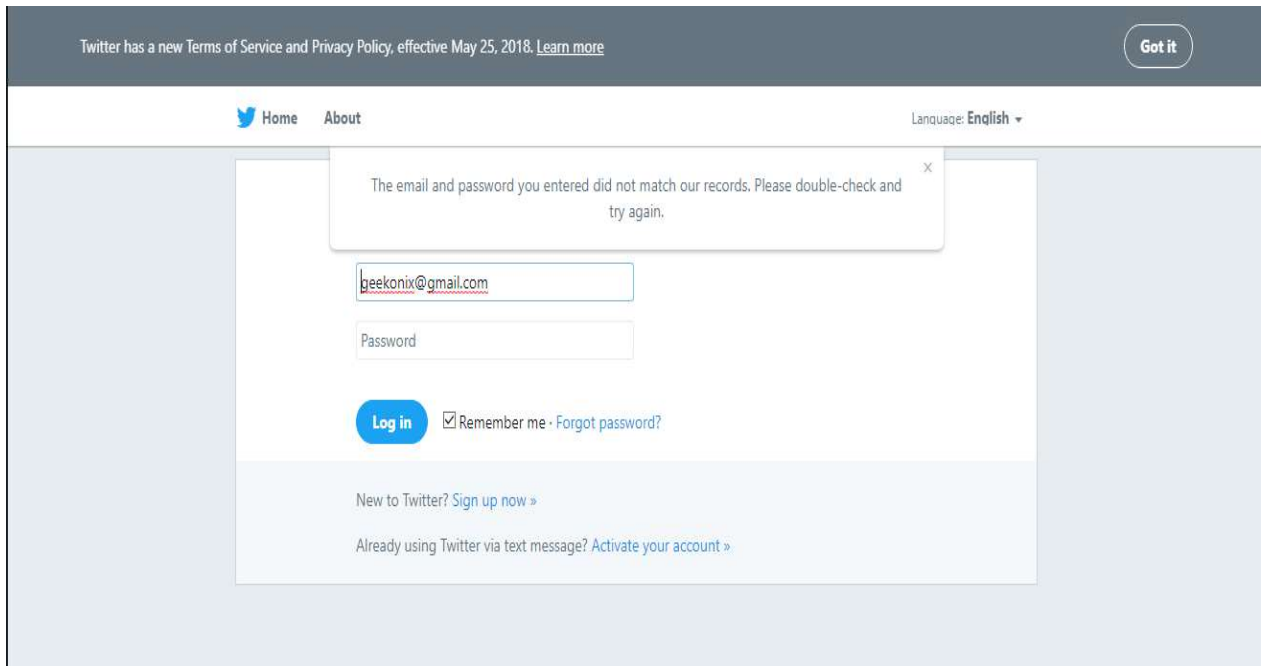 Twitter has a new Terms of Service and Privacy Policy, effective May 25, 2018. Learn more
Got it
Home About
Language: English
The email and password you entered did not match our records. Please double-check and
try again.
x
geekonix@gmail.com
Password
Log in Remember me · Forgot password?
New to Twitter? Sign up now »
Already using Twitter via text message? Activate your account »